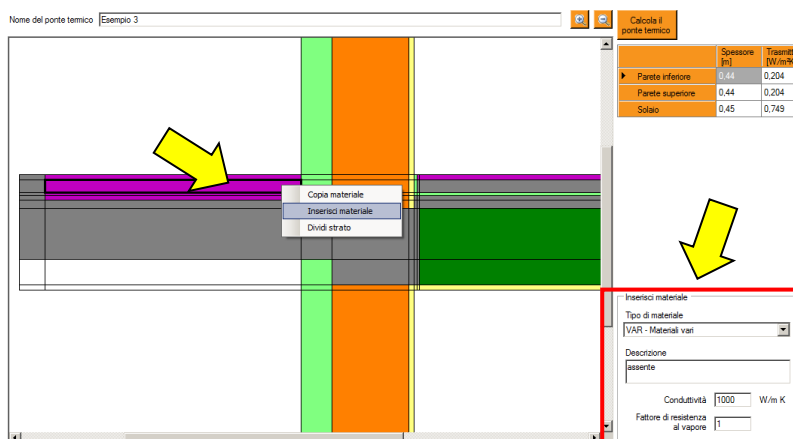 Nome del ponte termico Esempio 3
Calcola il
ponte termico
Spessore
[m]
Trasmitt
[W/m²K
Parete inferiore 0,44 0,204
Parete superiore 0,44 0,204
Solaio 0,45 0,749
Copia materiale
Inserisci materiale
Dividi strato
Inserisci materiale
Tipo di materiale
VAR - Materiali vari
Descrizione
assente
Conduttività 1000 W/m K
Fattore di resistenza
al vapore 1